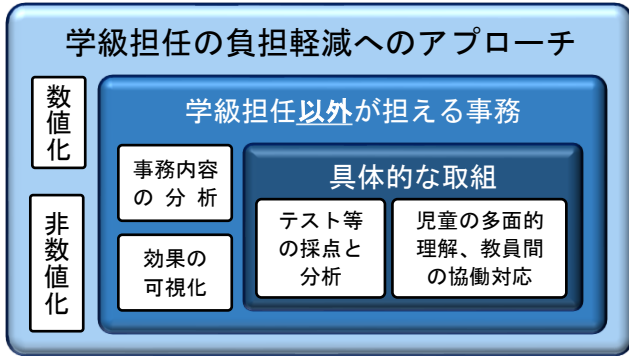 学級担任の負担軽減へのアプローチ
数値化
非数値化
学級担任以外が担える事務
事務内容
の分析
効果の
可視化
具体的な取組
テスト等
の採点と
分析
児童の多面的
理解、教員間
の協働対応